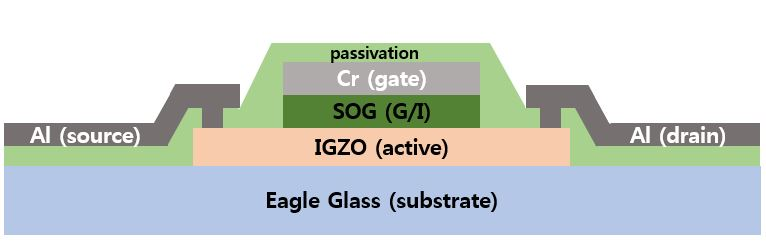 passivation
Cr (gate)
SOG (G/I)
Al (source)
Al (drain)
IGZO (active)
Eagle Glass (substrate)